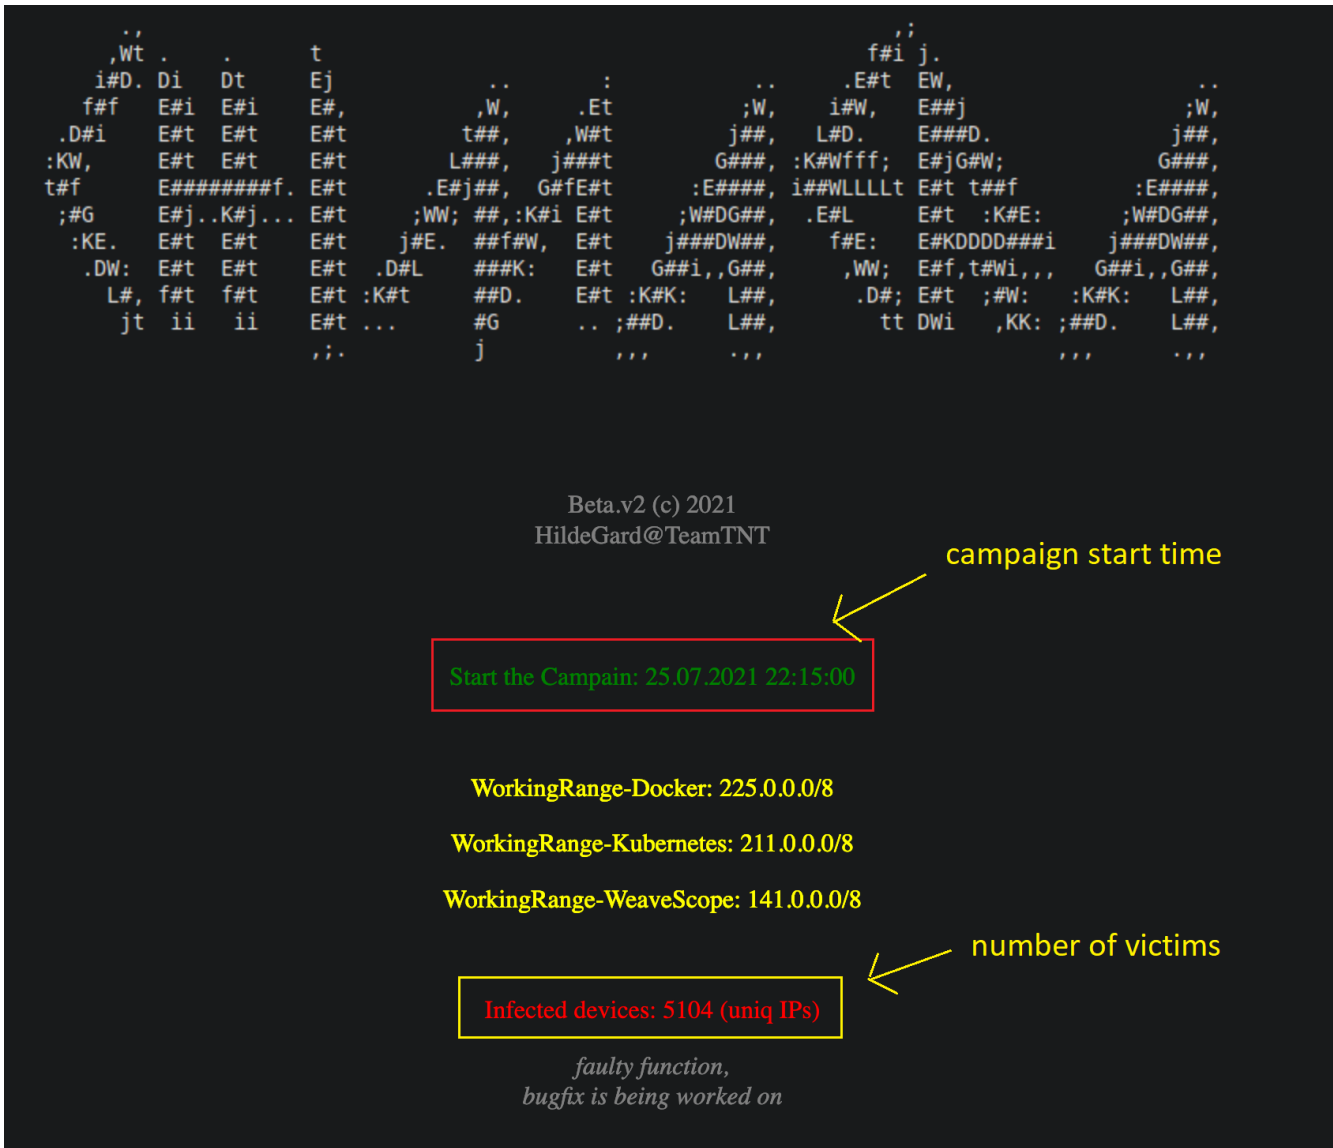 Beta.v2 (c) 2021
HildeGard@TeamTNT
campaign start time
Start the Campain: 25.07.2021 22:15:00
WorkingRange-Docker: 225.0.0.0/8
WorkingRange-Kubernetes: 211.0.0.0/8
WorkingRange-WeaveScope: 141.0.0.0/8
number of victims
Infected devices: 5104 (uniq IPs)
faulty function,
bugfix is being worked on